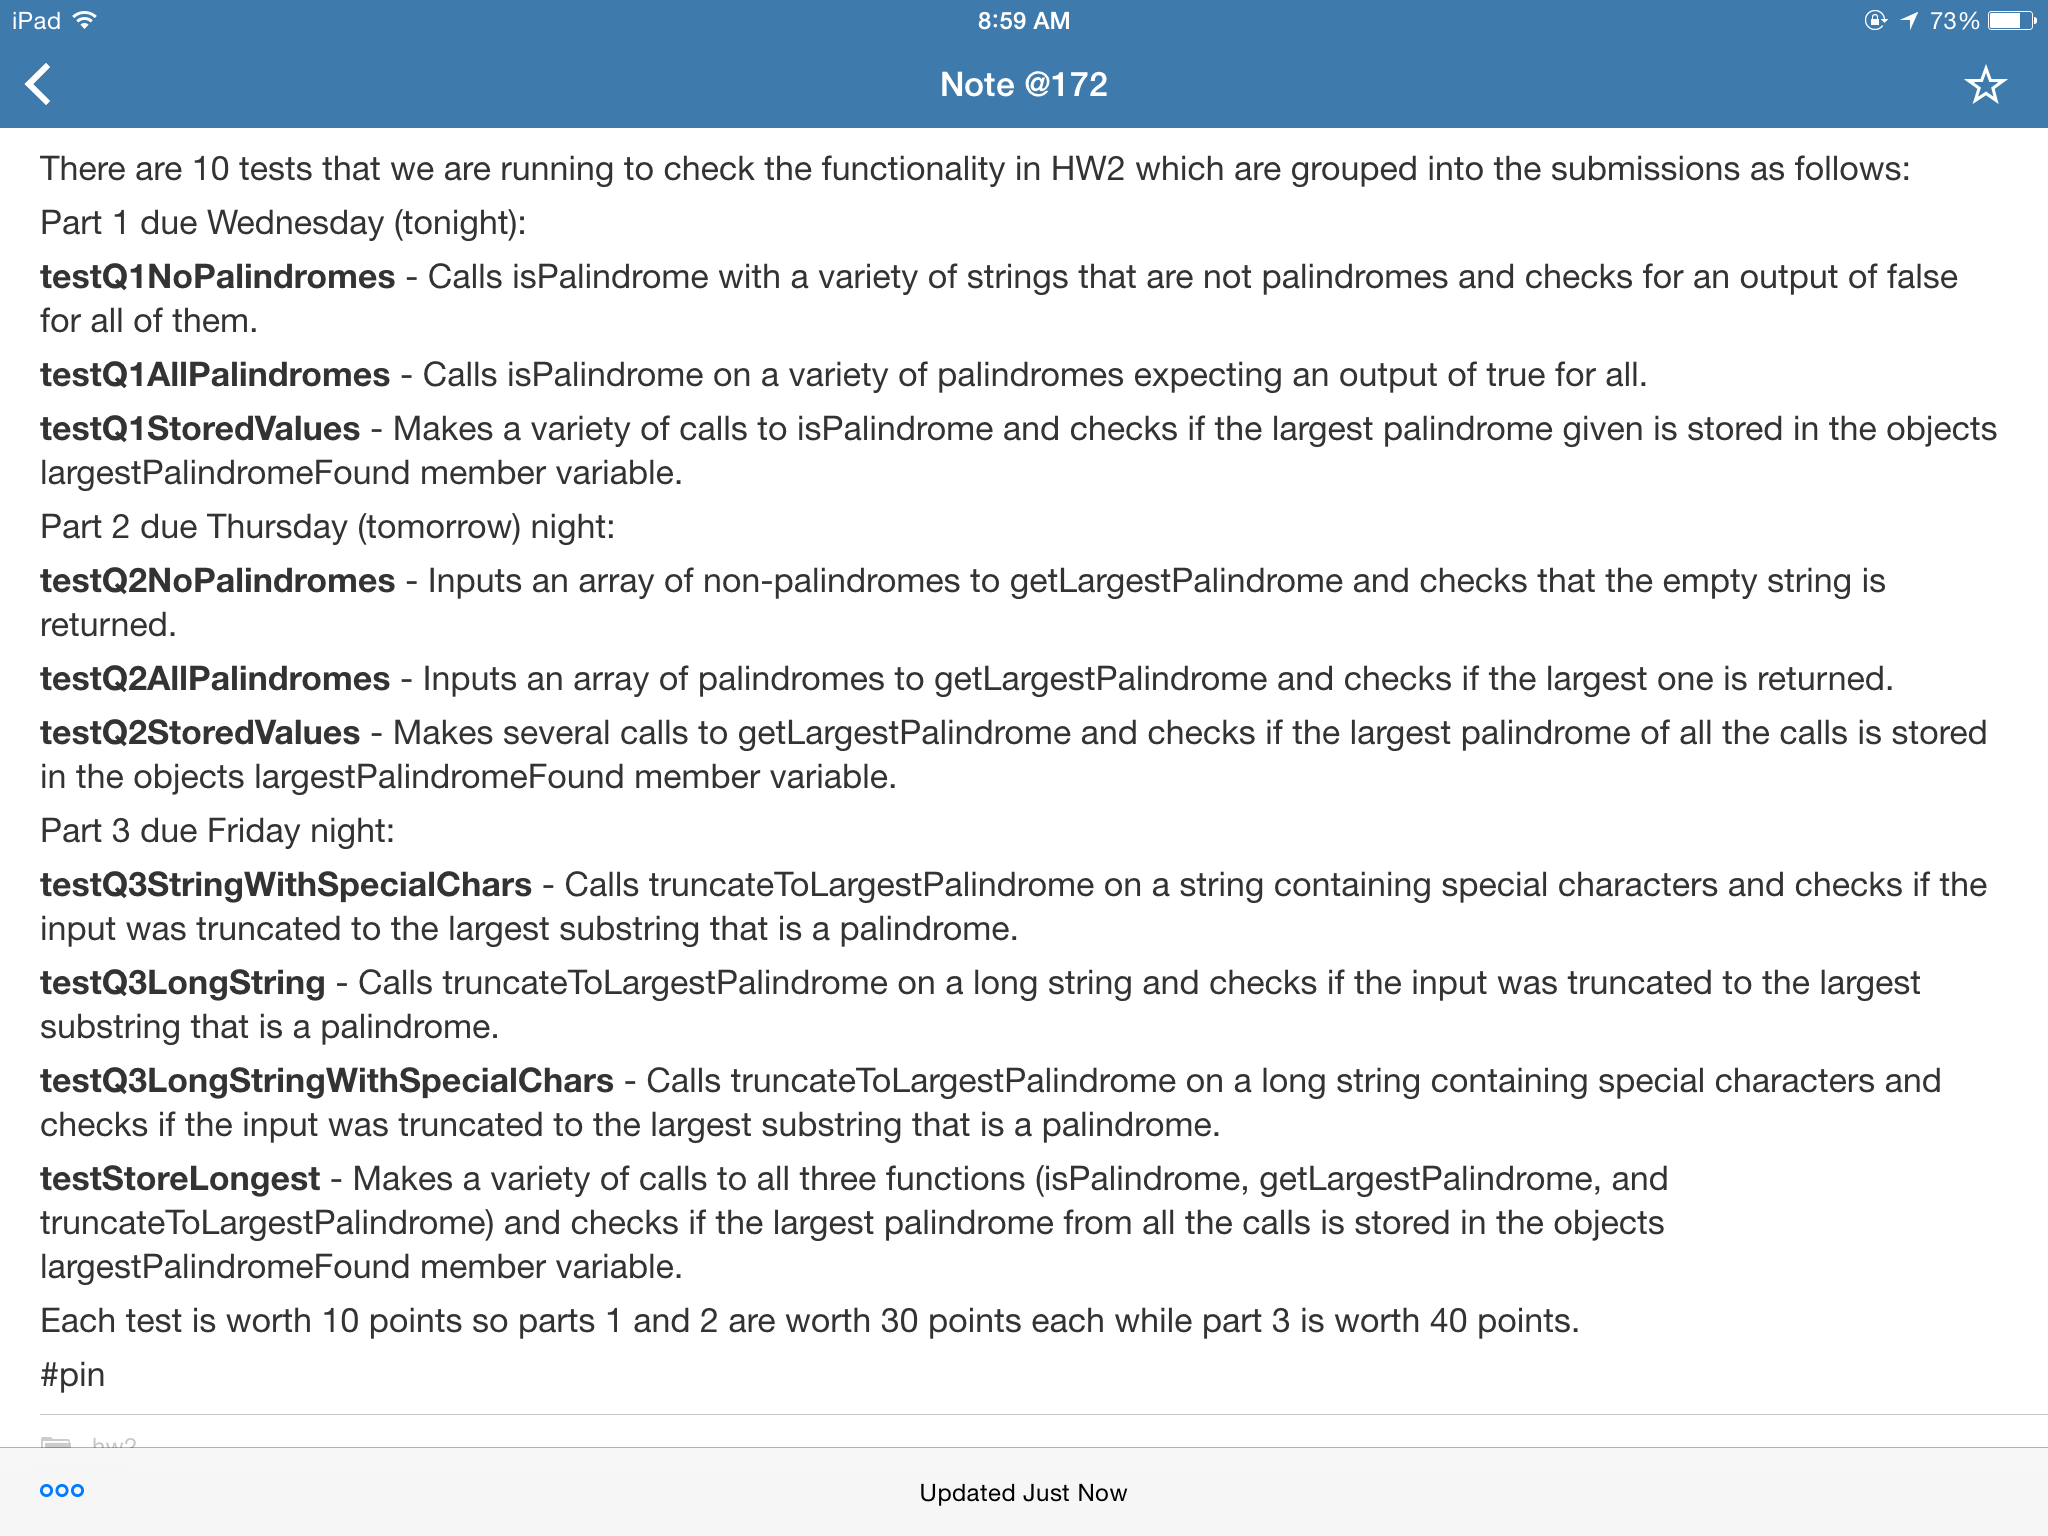 iPad 8:59 AM 73%
Note @172
There are 10 tests that we are running to check the functionality in HW2 which are grouped into the submissions as follows:
Part 1 due Wednesday (tonight):
testQ1NoPalindromes - Calls isPalindrome with a variety of strings that are not palindromes and checks for an output of false
for all of them.
testQ1AllPalindromes - Calls isPalindrome on a variety of palindromes expecting an output of true for all.
testQ1StoredValues - Makes a variety of calls to isPalindrome and checks if the largest palindrome given is stored in the objects
largestPalindromeFound member variable.
Part 2 due Thursday (tomorrow) night:
testQ2NoPalindromes - Inputs an array of non-palindromes to getLargestPalindrome and checks that the empty string is
returned.
testQ2AllPalindromes - Inputs an array of palindromes to getLargestPalindrome and checks if the largest one is returned.
testQ2StoredValues - Makes several calls to getLargestPalindrome and checks if the largest palindrome of all the calls is stored
in the objects largestPalindromeFound member variable.
Part 3 due Friday night:
testQ3StringWithSpecialChars - Calls truncateToLargestPalindrome on a string containing special characters and checks if the
input was truncated to the largest substring that is a palindrome.
testQ3LongString - Calls truncateToLargestPalindrome on a long string and checks if the input was truncated to the largest
substring that is a palindrome.
testQ3LongStringWithSpecialChars - Calls truncateToLargestPalindrome on a long string containing special characters and
checks if the input was truncated to the largest substring that is a palindrome.
testStoreLongest - Makes a variety of calls to all three functions (isPalindrome, getLargestPalindrome, and
truncateToLargestPalindrome) and checks if the largest palindrome from all the calls is stored in the objects
largestPalindromeFound member variable.
Each test is worth 10 points so parts 1 and 2 are worth 30 points each while part 3 is worth 40 points.
#pin
hw2
Updated Just Now